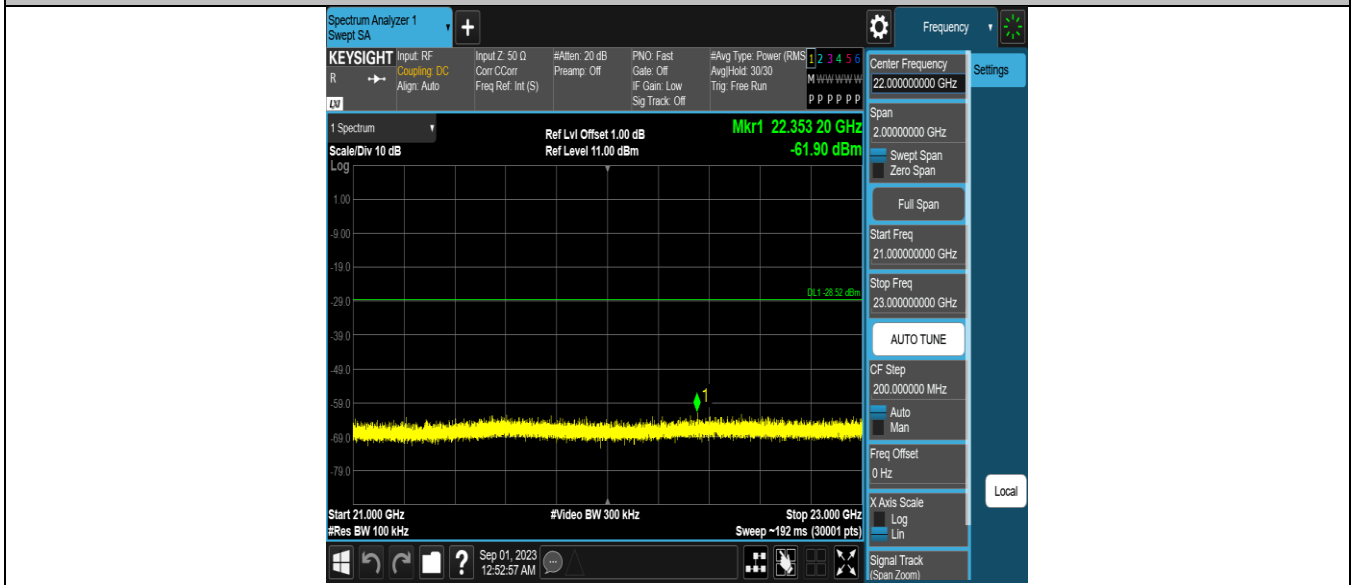 Spectrum Analyzer 1
Swept SA
+
Frequency
KEYSIGHT
R
LXI
Input: RF
Coupling: DC
Align: Auto
Input Z: 50 Ω
Corr CCorr
Freq Ref: Int (S)
#Atten: 20 dB
Preamp: Off
PNO: Fast
Gate: Off
IF Gain: Low
Sig Track: Off
#Avg Type: Power (RMS
Avg|Hold: 30/30
Trig: Free Run
1 2 3 4 5 6
M W W W W W
P P P P P P
1 Spectrum
Scale/Div 10 dB
Log
Ref Lvl Offset 1.00 dB
Ref Level 11.00 dBm
Mkr1 22.353 20 GHz
-61.90 dBm
1.00
-9.00
-19.0
-29.0
-39.0
-49.0
-59.0
-69.0
-79.0
DL1 -28.52 dBm
1
Start 21.000 GHz
#Res BW 100 kHz
#Video BW 300 kHz
Stop 23.000 GHz
Sweep ~192 ms (30001 pts)
?
Sep 01, 2023
12:52:57 AM
Center Frequency
22.000000000 GHz
Settings
Span
2.00000000 GHz
Swept Span
Zero Span
Full Span
Start Freq
21.000000000 GHz
Stop Freq
23.000000000 GHz
AUTO TUNE
CF Step
200.000000 MHz
Auto
Man
Freq Offset
0 Hz
Local
X Axis Scale
Log
Lin
Signal Track
(Span Zoom)